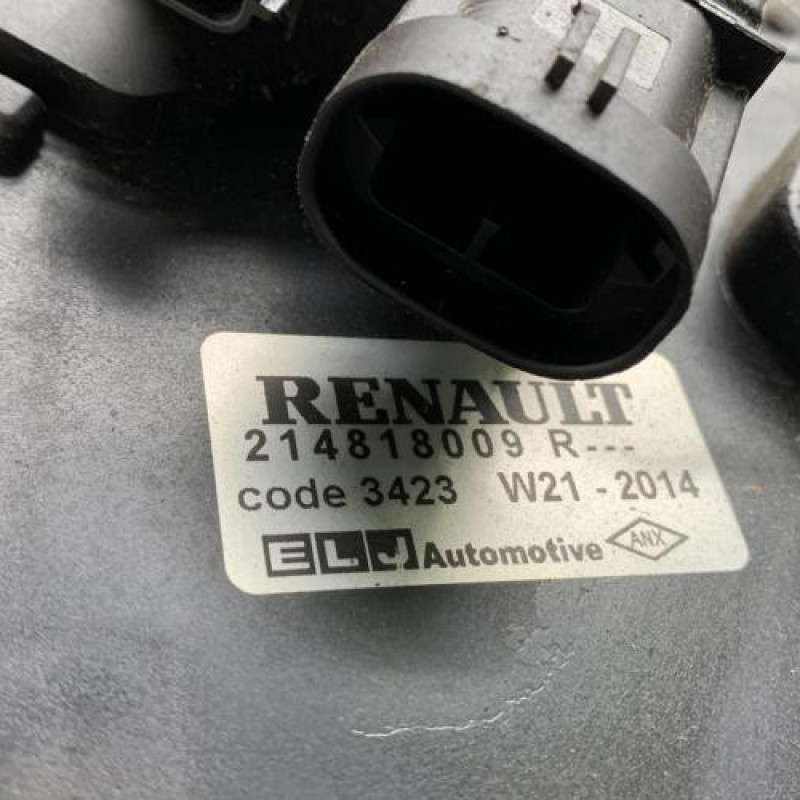 RENAULT
214818009 R---
code 3423 W21 - 2014
ELJ Automotive ANX